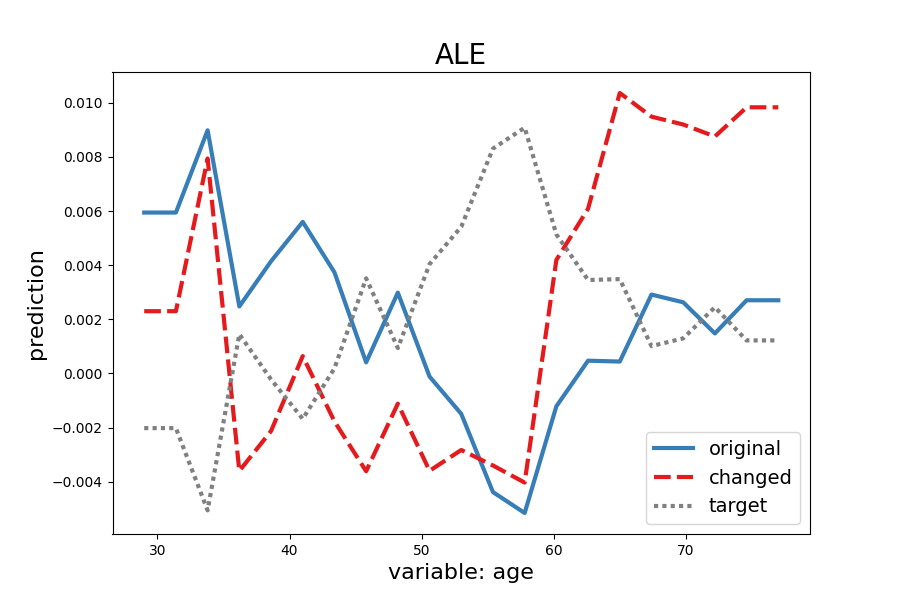 ALE
prediction
0.010
0.008
0.006
0.004
0.002
0.000
−0.002
−0.004
30 40 50 60 70
variable: age
original
changed
target